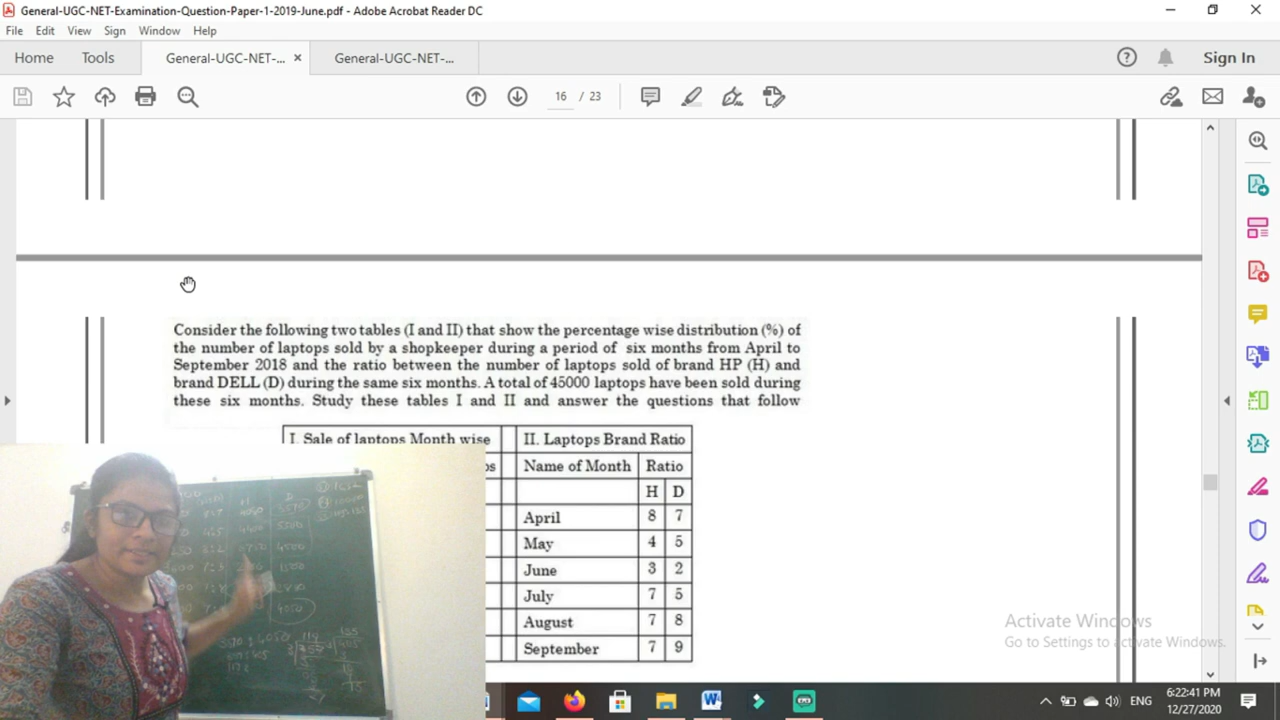 General-UGC-NET-Examination-Question-Paper-1-2019-June.pdf - Adobe Acrobat Reader DC
File Edit View Sign Window Help
Home Tools General-UGC-NET-... × General-UGC-NET-... Sign In
16 / 23
Consider the following two tables (I and II) that show the percentage wise distribution (%) of
the number of laptops sold by a shopkeeper during a period of six months from April to
September 2018 and the ratio between the number of laptops sold of brand HP (H) and
brand DELL (D) during the same six months. A total of 45000 laptops have been sold during
these six months. Study these tables I and II and answer the questions that follow
I. Sale of laptops Month wise II. Laptops Brand Ratio
Name of Month Ratio
H D
April 8 7
May 4 5
June 3 2
July 7 5
August 7 8
September 7 9
5500
4050
Activate Windows
Go to Settings to activate Windows.
ENG
6:22:41 PM
12/27/2020